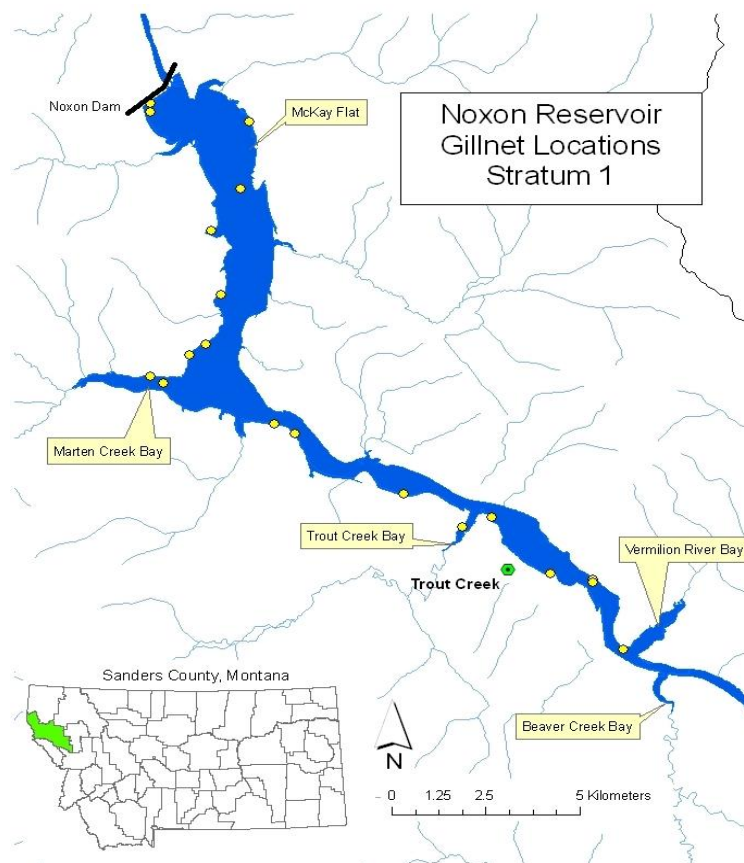 Noxon Reservoir
Gillnet Locations
Stratum 1
Noxon Dam
McKay Flat
Marten Creek Bay
Trout Creek Bay
Vermilion River Bay
Trout Creek
Beaver Creek Bay
Sanders County, Montana
N
0 1.25 2.5 5 Kilometers